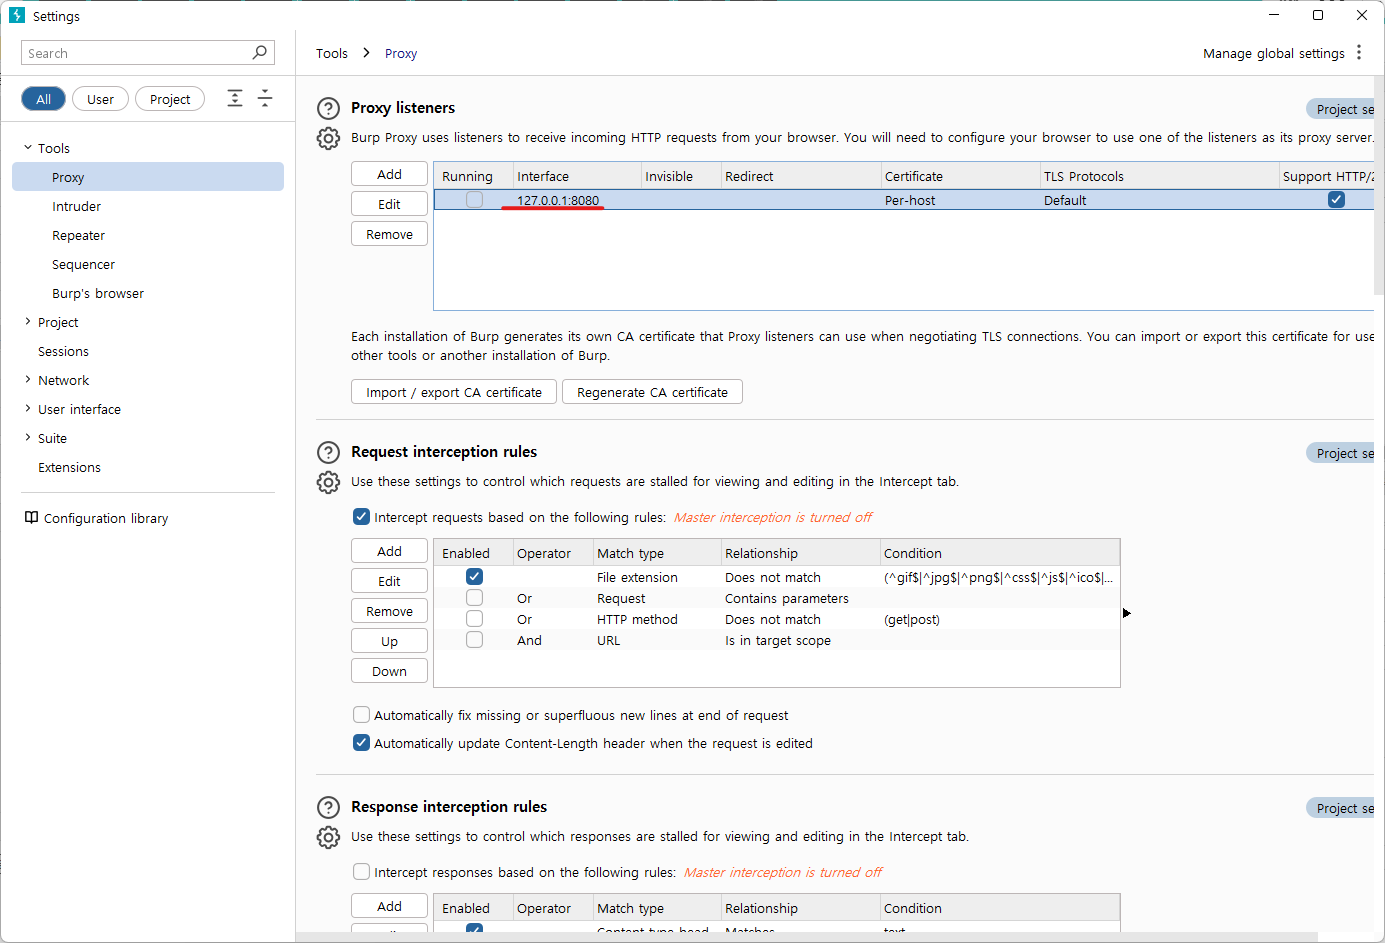 Settings
Search
All User Project
Tools
Proxy
Intruder
Repeater
Sequencer
Burp's browser
Project
Sessions
Network
User interface
Suite
Extensions
Configuration library
Tools > Proxy
Manage global settings
Proxy listeners
Project se
Burp Proxy uses listeners to receive incoming HTTP requests from your browser. You will need to configure your browser to use one of the listeners as its proxy server.
Add
Edit
Remove
Running Interface Invisible Redirect Certificate TLS Protocols Support HTTP/2
127.0.0.1:8080 Per-host Default
Each installation of Burp generates its own CA certificate that Proxy listeners can use when negotiating TLS connections. You can import or export this certificate for use
other tools or another installation of Burp.
Import / export CA certificate Regenerate CA certificate
Request interception rules
Project se
Use these settings to control which requests are stalled for viewing and editing in the Intercept tab.
Intercept requests based on the following rules: Master interception is turned off
Add
Edit
Remove
Up
Down
Enabled Operator Match type Relationship Condition
File extension Does not match (^gif$|^jpg$|^png$|^css$|^js$|^ico$|...
Or Request Contains parameters
Or HTTP method Does not match (get|post)
And URL Is in target scope
Automatically fix missing or superfluous new lines at end of request
Automatically update Content-Length header when the request is edited
Response interception rules
Project se
Use these settings to control which responses are stalled for viewing and editing in the Intercept tab.
Intercept responses based on the following rules: Master interception is turned off
Add
Enabled Operator Match type Relationship Condition
Content type head Matches text